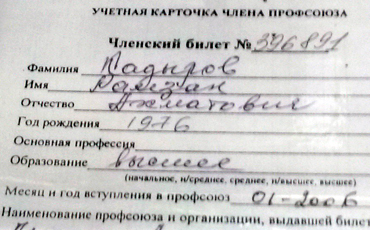 УЧЕТНАЯ КАРТОЧКА ЧЛЕНА ПРОФСОЮЗА
Членский билет № 396891
Фамилия Кадыров
Имя Рамзан
Отчество
Год рождения 1976
Основная профессия
Образование высшее
(начальное, н/среднее, среднее, н/высшее, высшее)
Месяц и год вступления в профсоюз 01-2006
Наименование профсоюза и организации, выдавшей билет